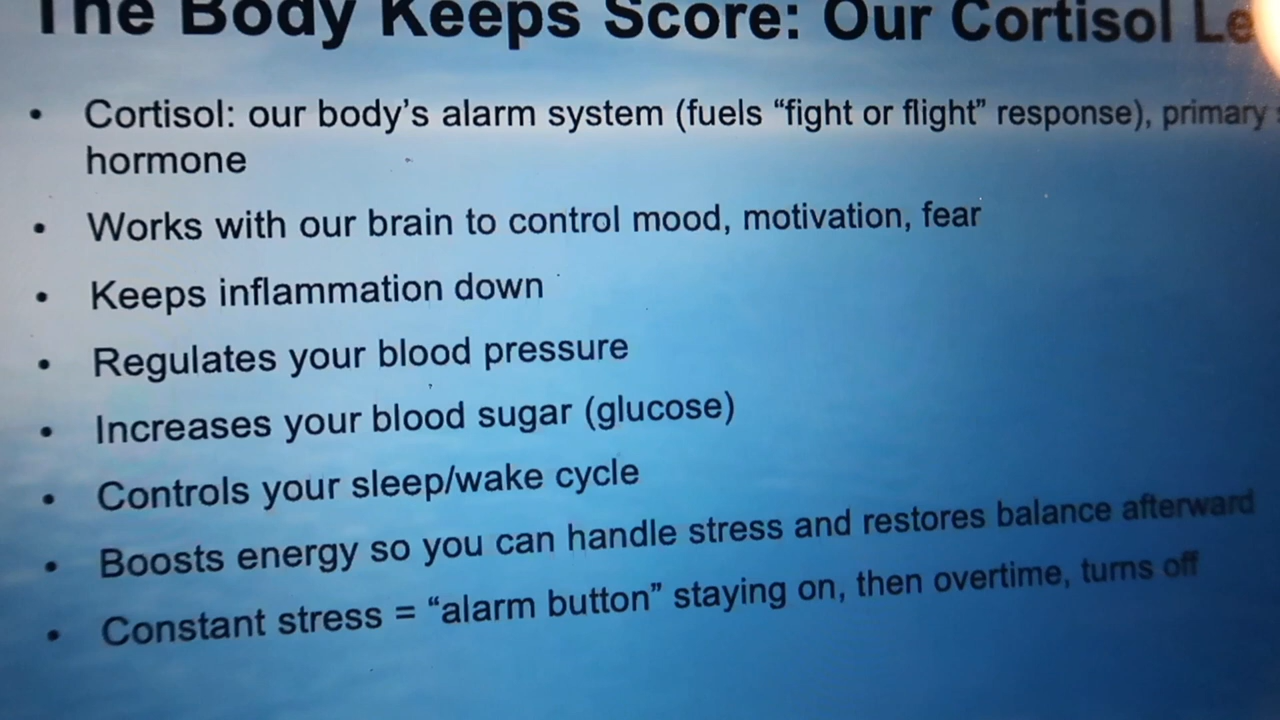 The Body Keeps Score: Our Cortisol
• Cortisol: our body’s alarm system (fuels “fight or flight” response), primary
hormone
• Works with our brain to control mood, motivation, fear
• Keeps inflammation down
• Regulates your blood pressure
• Increases your blood sugar (glucose)
• Controls your sleep/wake cycle
• Boosts energy so you can handle stress and restores balance afterward
• Constant stress = “alarm button” staying on, then overtime, turns off